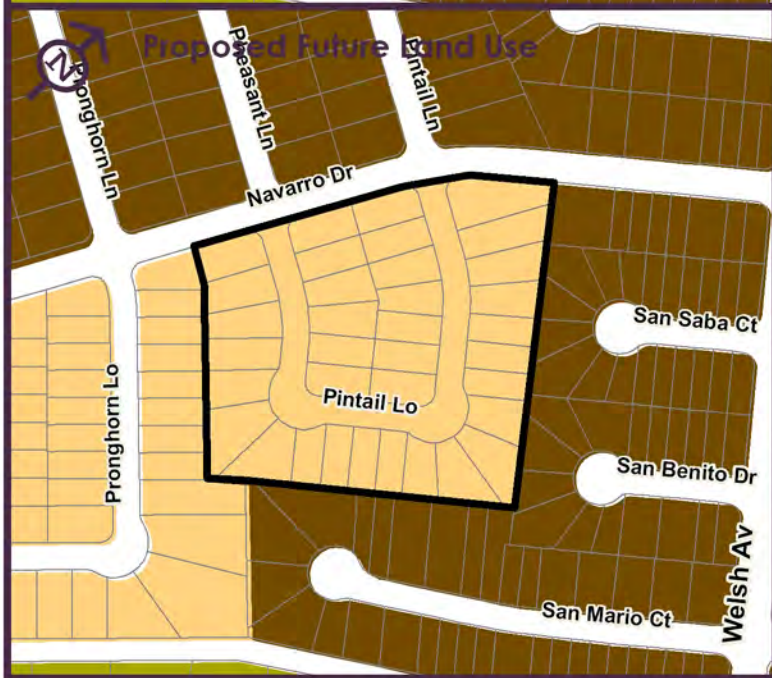 Proposed Future Land Use
N
Pronghorn Ln
Pheasant Ln
Pintail Ln
Navarro Dr
San Saba Ct
Pintail Lo
Pronghorn Lo
San Benito Dr
Welsh Av
San Mario Ct